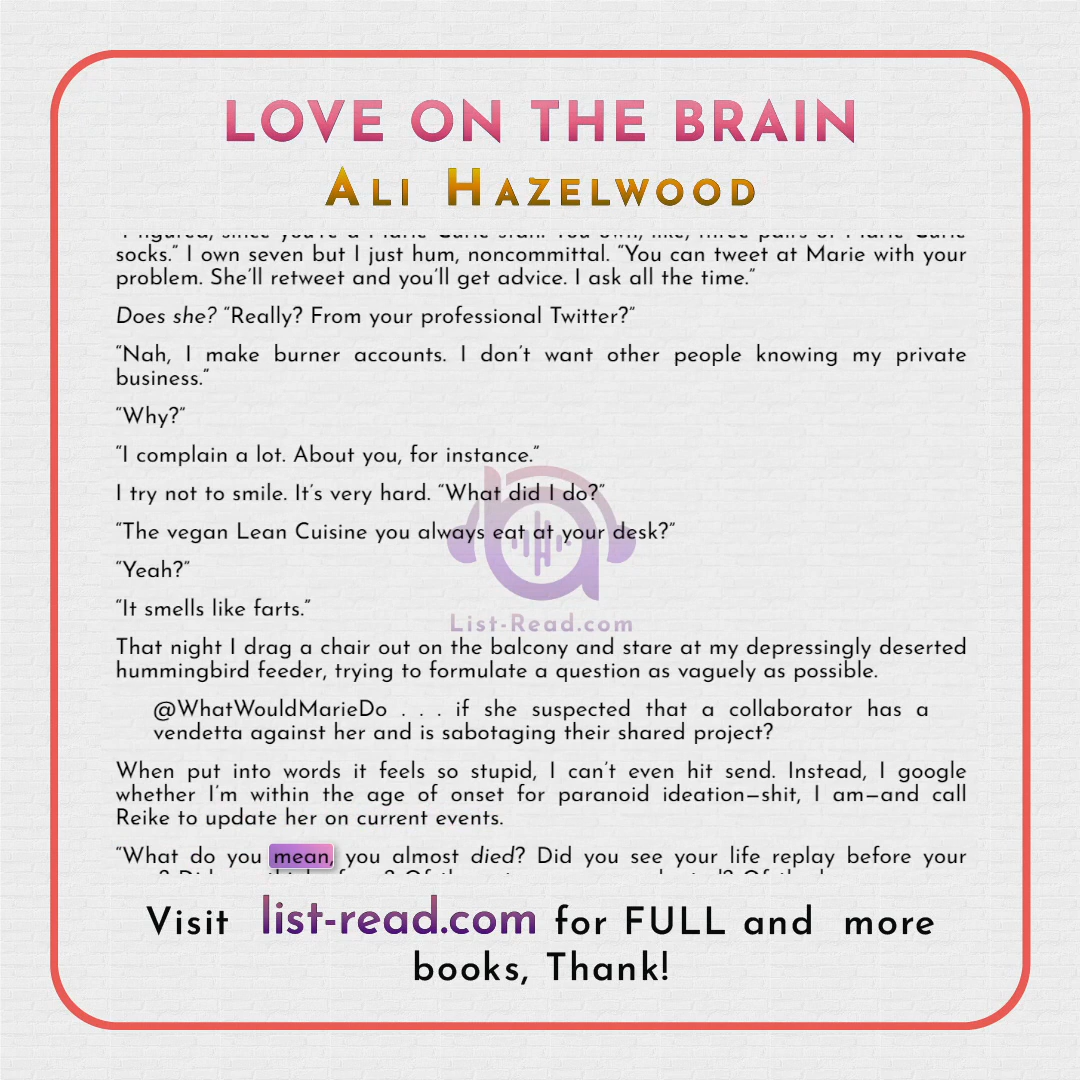 LOVE ON THE BRAIN
ALI HAZELWOOD
socks.” I own seven but I just hum, noncommittal. “You can tweet at Marie with your
problem. She’ll retweet and you’ll get advice. I ask all the time.”
Does she? “Really? From your professional Twitter?”
“Nah, I make burner accounts. I don’t want other people knowing my private
business.”
“Why?”
“I complain a lot. About you, for instance.”
I try not to smile. It’s very hard. “What did I do?”
“The vegan Lean Cuisine you always eat at your desk?”
“Yeah?”
“It smells like farts.”
List-Read.com
That night I drag a chair out on the balcony and stare at my depressingly deserted
hummingbird feeder, trying to formulate a question as vaguely as possible.
@WhatWouldMarieDo . . . if she suspected that a collaborator has a
vendetta against her and is sabotaging their shared project?
When put into words it feels so stupid, I can’t even hit send. Instead, I google
whether I’m within the age of onset for paranoid ideation—shit, I am—and call
Reike to update her on current events.
“What do you mean, you almost died? Did you see your life replay before your
Visit list-read.com for FULL and more
books, Thank!